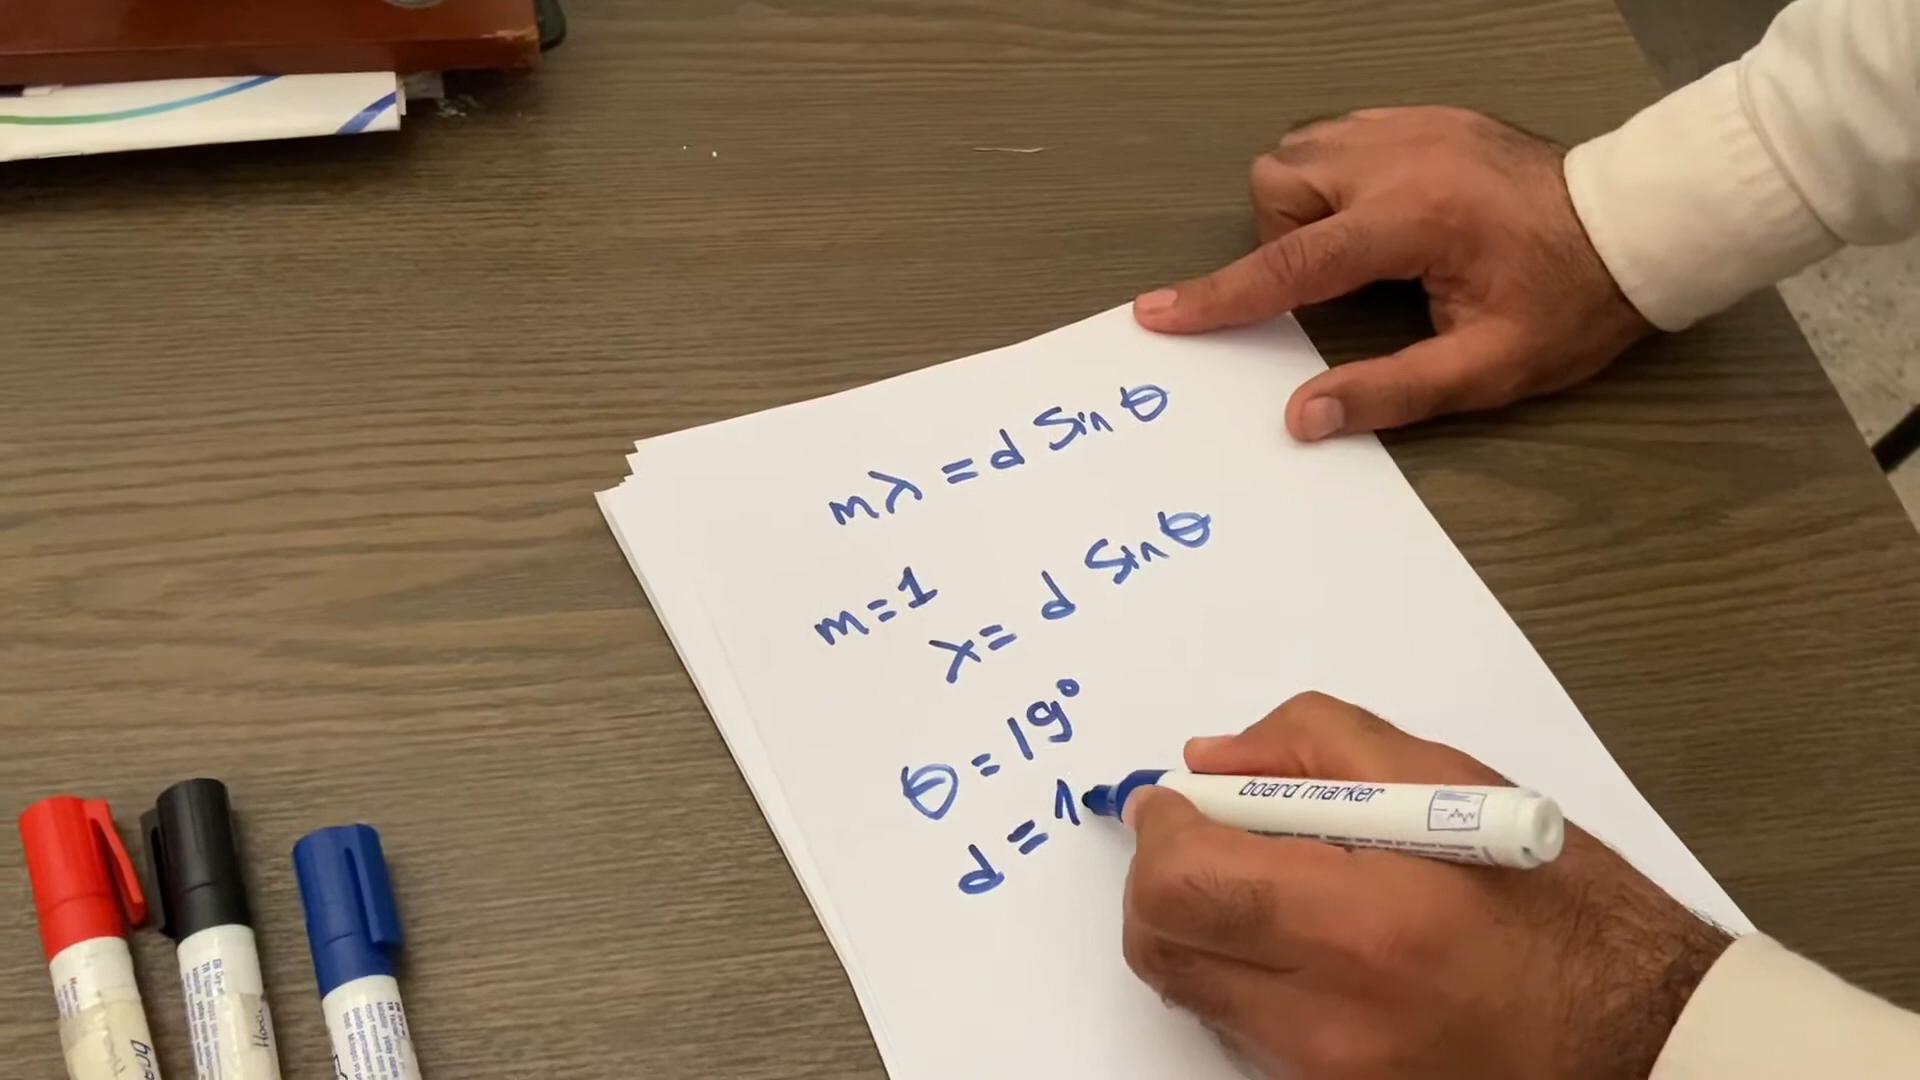 mλ = d Sin θ
m = 1
λ = d Sin θ
θ = 19°
d = 1
board marker